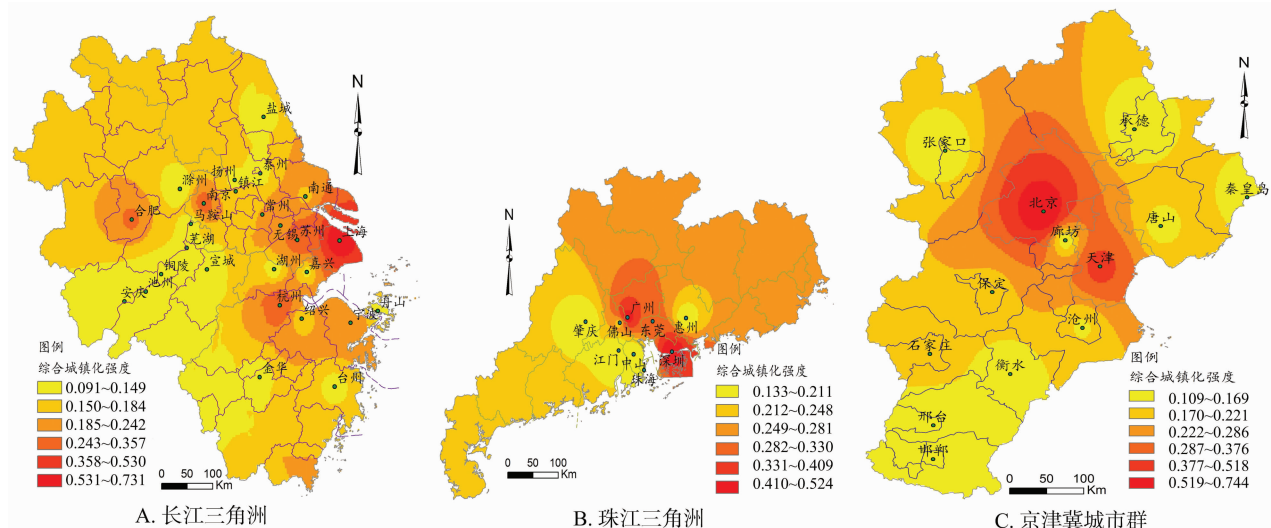 N
盐城
泰州
扬州
镇江
滁州
南京
南通
常州
合肥
马鞍山
无锡
苏州
上海
芜湖
湖州
嘉兴
宣城
铜陵
池州
安庆
杭州
绍兴
舟山
宁波
金华
台州
图例
综合城镇化强度
0.091~0.149
0.150~0.184
0.185~0.242
0.243~0.357
0.358~0.530
0.531~0.731
0 50 100
Km
A. 长江三角洲
N
广州
肇庆
佛山
东莞
惠州
江门
中山
深圳
珠海
图例
综合城镇化强度
0.133~0.211
0.212~0.248
0.249~0.281
0.282~0.330
0.331~0.409
0.410~0.524
0 50 100
Km
B. 珠江三角洲
N
承德
张家口
秦皇岛
北京
唐山
廊坊
天津
保定
沧州
石家庄
衡水
邢台
邯郸
图例
综合城镇化强度
0.109~0.169
0.170~0.221
0.222~0.286
0.287~0.376
0.377~0.518
0.519~0.744
0 50 100
Km
C. 京津冀城市群